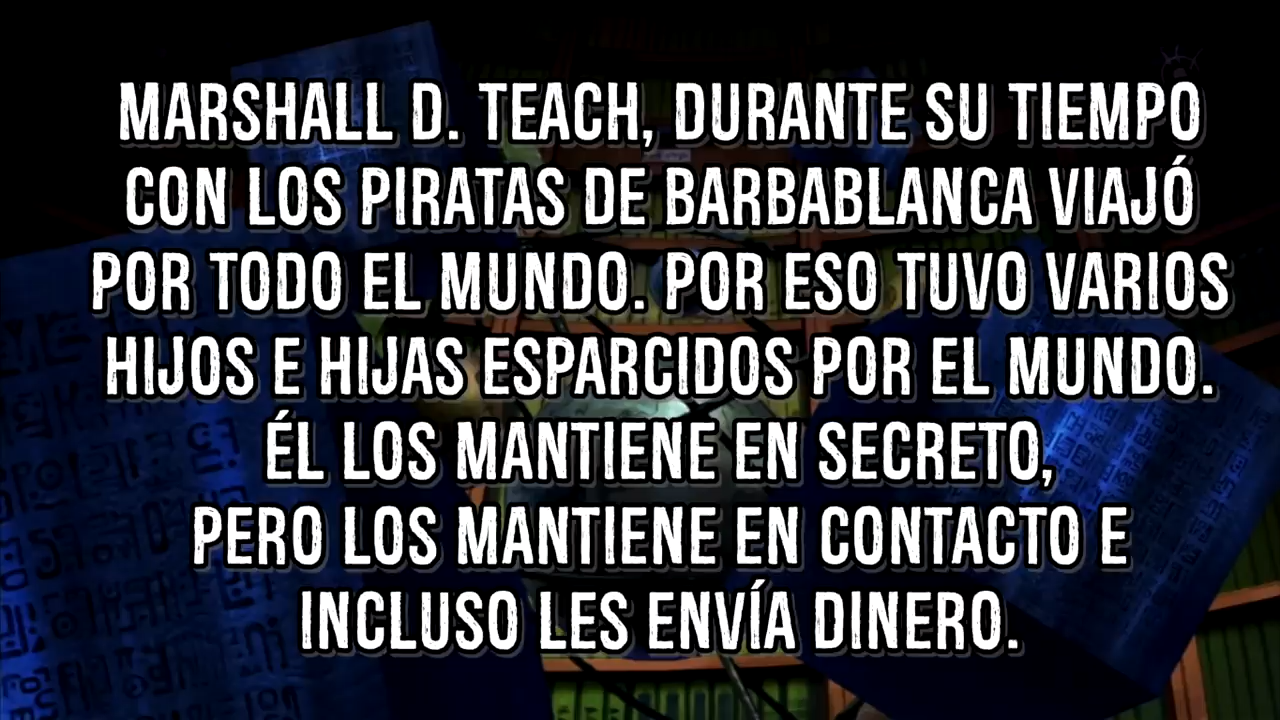 MARSHALL D. TEACH, DURANTE SU TIEMPO
CON LOS PIRATAS DE BARBABLANCA VIAJÓ
POR TODO EL MUNDO. POR ESO TUVO VARIOS
HIJOS E HIJAS ESPARCIDOS POR EL MUNDO.
ÉL LOS MANTIENE EN SECRETO,
PERO LOS MANTIENE EN CONTACTO E
INCLUSO LES ENVÍA DINERO.